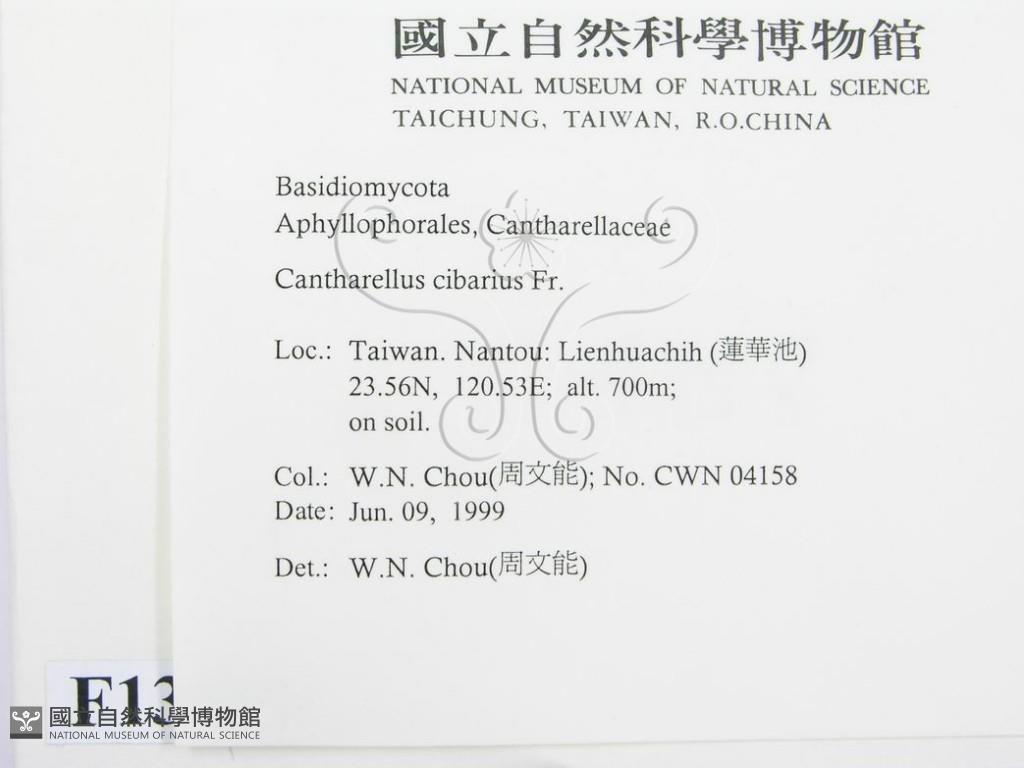 國立自然科學博物館
NATIONAL MUSEUM OF NATURAL SCIENCE
TAICHUNG, TAIWAN, R.O.CHINA
Basidiomycota
Aphyllophorales, Cantharellaceae
Cantharellus cibarius Fr.
Loc.: Taiwan. Nantou: Lienhuachih (蓮華池)
23.56N, 120.53E; alt. 700m;
on soil.
Col.: W.N. Chou(周文能); No. CWN 04158
Date: Jun. 09, 1999
Det.: W.N. Chou(周文能)
F13
國立自然科學博物館
NATIONAL MUSEUM OF NATURAL SCIENCE